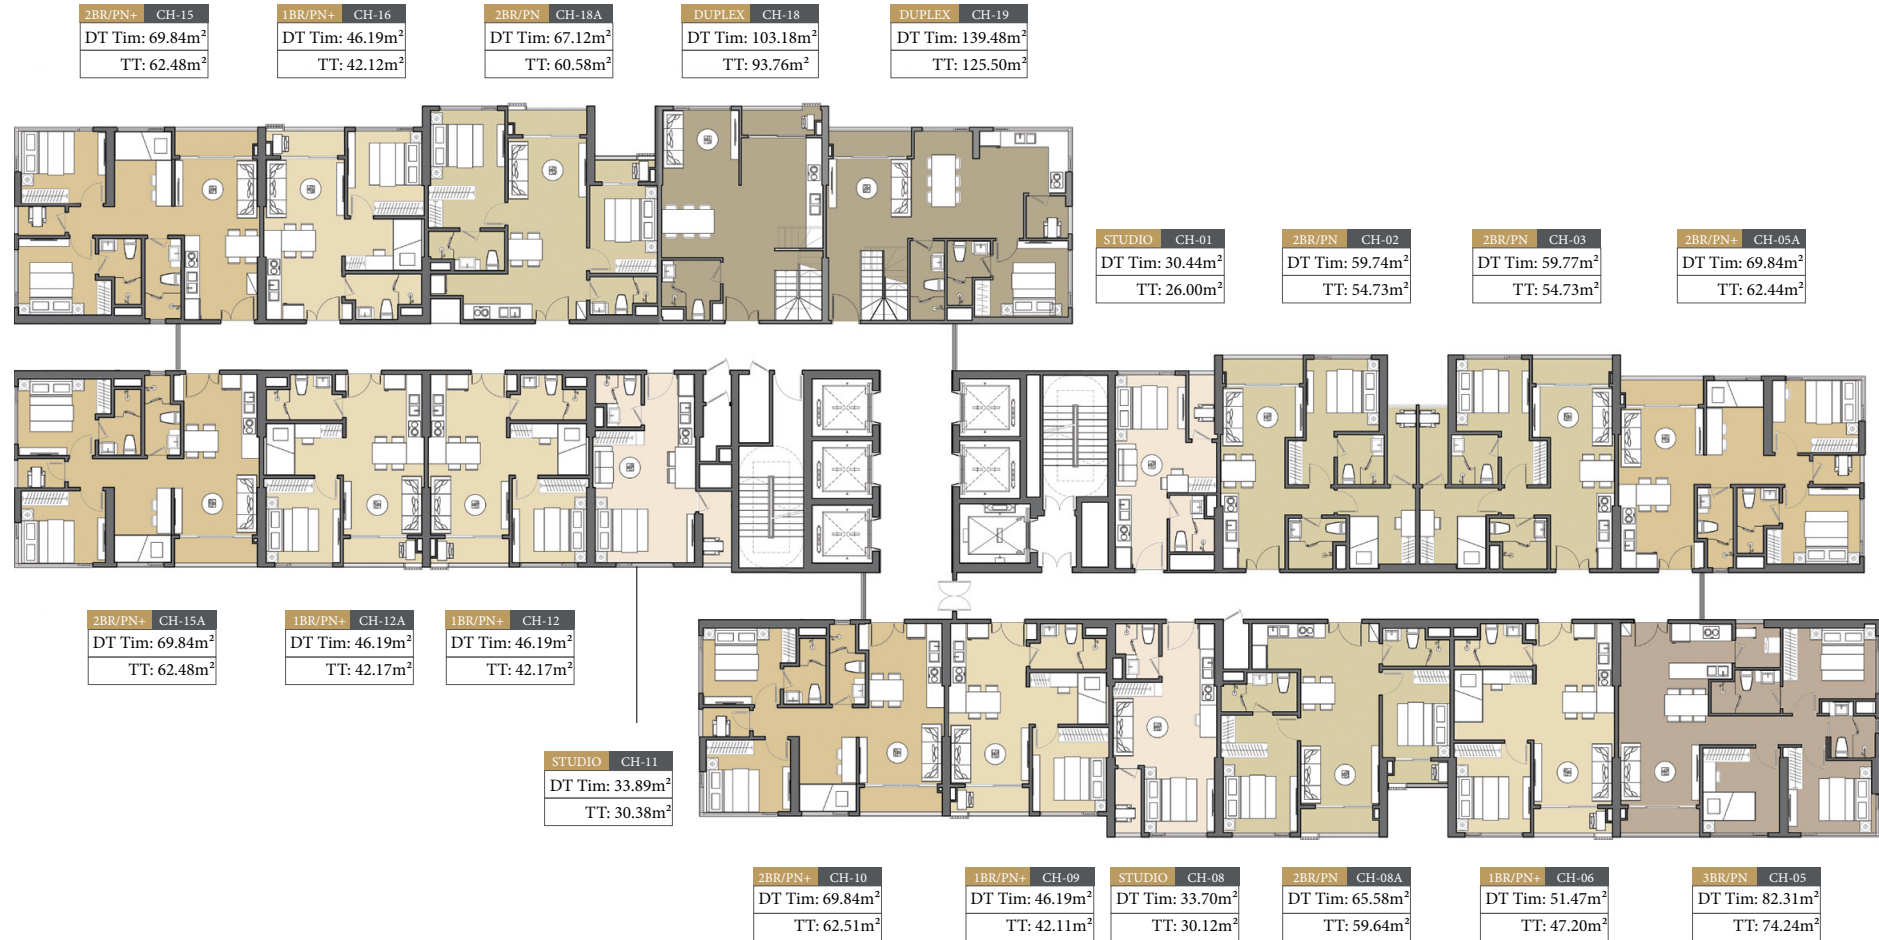 2BR/PN+ CH-15
DT Tim: 69.84m²
TT: 62.48m²
1BR/PN+ CH-16
DT Tim: 46.19m²
TT: 42.12m²
2BR/PN CH-18A
DT Tim: 67.12m²
TT: 60.58m²
DUPLEX CH-18
DT Tim: 103.18m²
TT: 93.76m²
DUPLEX CH-19
DT Tim: 139.48m²
TT: 125.50m²
STUDIO CH-01
DT Tim: 30.44m²
TT: 26.00m²
2BR/PN CH-02
DT Tim: 59.74m²
TT: 54.73m²
2BR/PN CH-03
DT Tim: 59.77m²
TT: 54.73m²
2BR/PN+ CH-05A
DT Tim: 69.84m²
TT: 62.44m²
2BR/PN+ CH-15A
DT Tim: 69.84m²
TT: 62.48m²
1BR/PN+ CH-12A
DT Tim: 46.19m²
TT: 42.17m²
1BR/PN+ CH-12
DT Tim: 46.19m²
TT: 42.17m²
STUDIO CH-11
DT Tim: 33.89m²
TT: 30.38m²
2BR/PN+ CH-10
DT Tim: 69.84m²
TT: 62.51m²
1BR/PN+ CH-09
DT Tim: 46.19m²
TT: 42.11m²
STUDIO CH-08
DT Tim: 33.70m²
TT: 30.12m²
2BR/PN CH-08A
DT Tim: 65.58m²
TT: 59.64m²
1BR/PN+ CH-06
DT Tim: 51.47m²
TT: 47.20m²
3BR/PN CH-05
DT Tim: 82.31m²
TT: 74.24m²